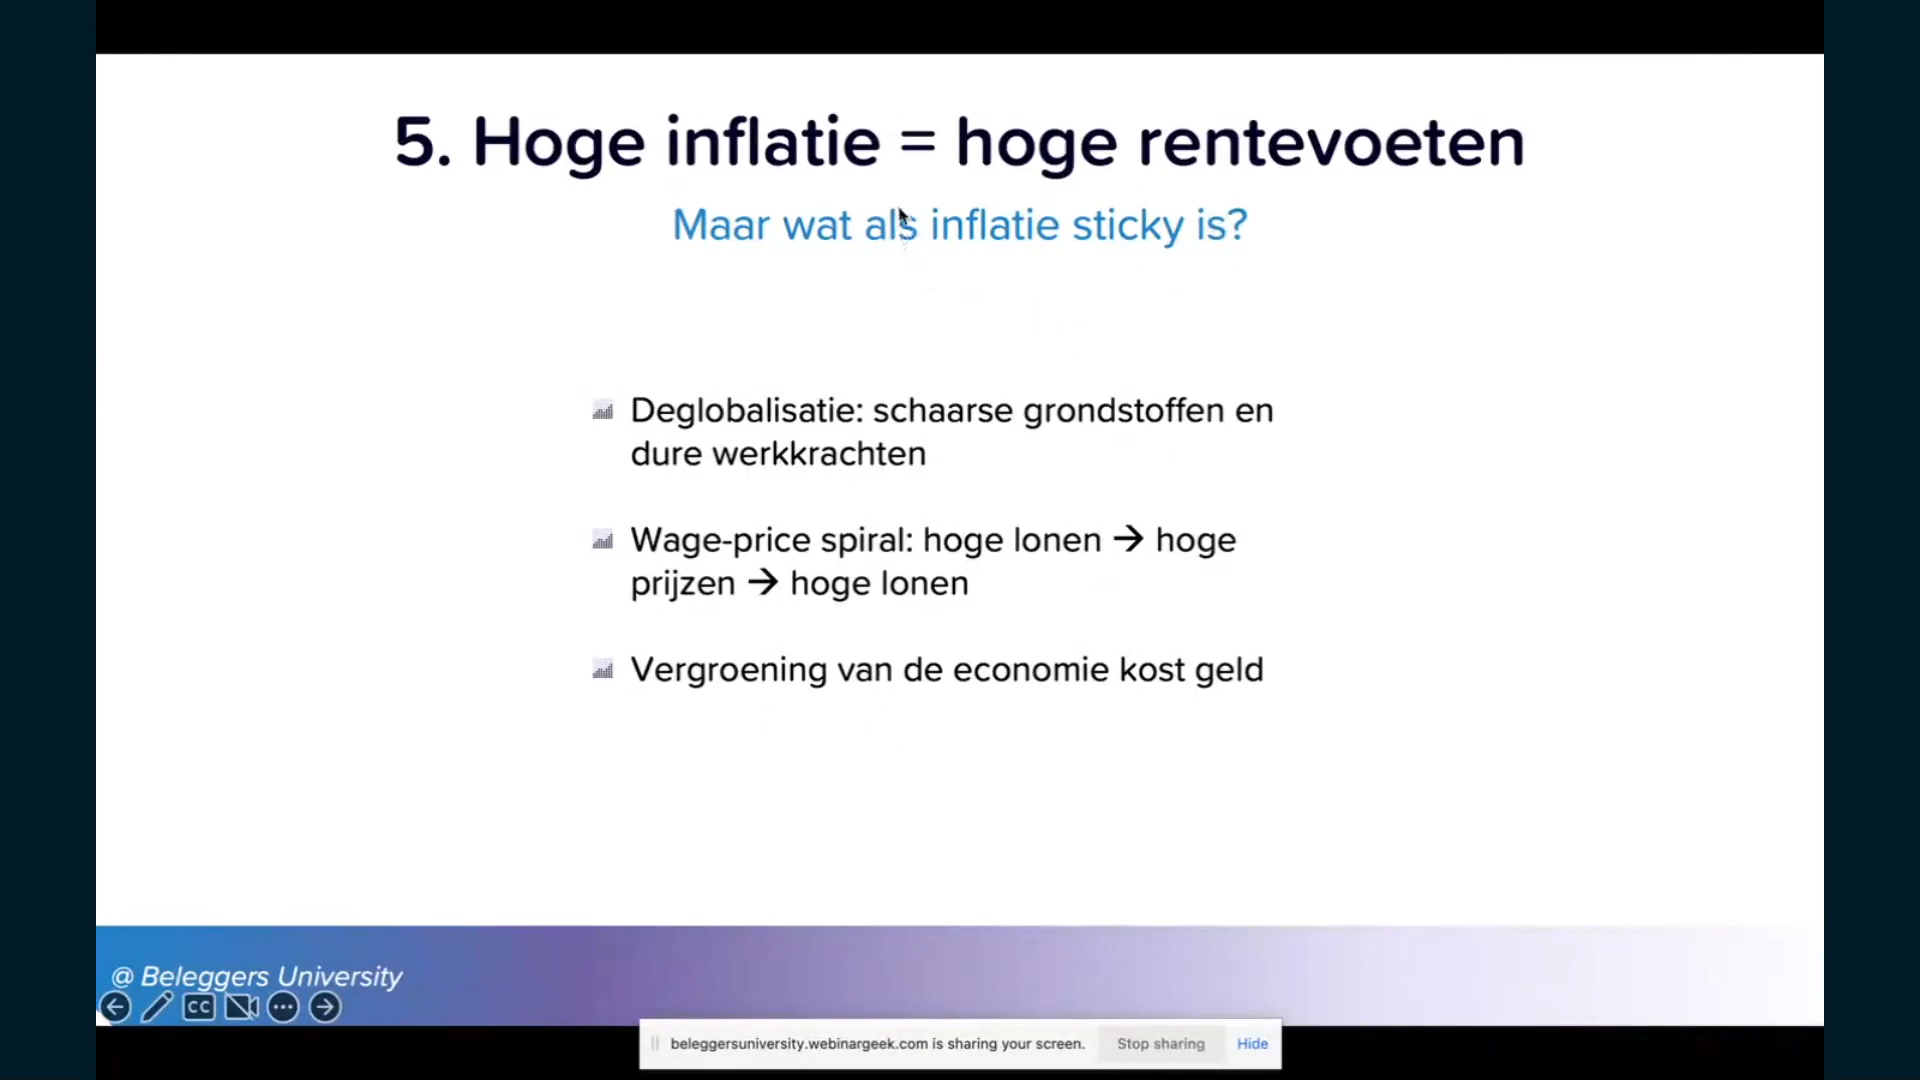 5. Hoge inflatie = hoge rentevoeten
Maar wat als inflatie sticky is?
Deglobalisatie: schaarse grondstoffen en
dure werkkrachten
Wage-price spiral: hoge lonen → hoge
prijzen → hoge lonen
Vergroening van de economie kost geld
@ Beleggers University
CC
beleggersuniversity.webinargeek.com is sharing your screen. Stop sharing Hide